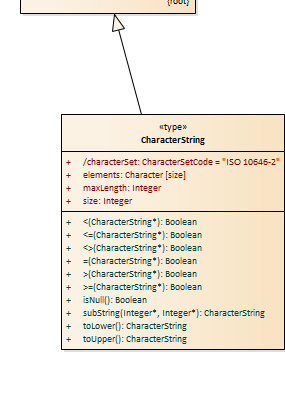 {root}
«type»
CharacterString
+ /characterSet: CharacterSetCode = "ISO 10646-2"
+ elements: Character [size]
+ maxLength: Integer
+ size: Integer
+ <(CharacterString*): Boolean
+ <=(CharacterString*): Boolean
+ <>(CharacterString*): Boolean
+ =(CharacterString*): Boolean
+ >(CharacterString*): Boolean
+ >=(CharacterString*): Boolean
+ isNull(): Boolean
+ subString(Integer*, Integer*): CharacterString
+ toLower(): CharacterString
+ toUpper(): CharacterString